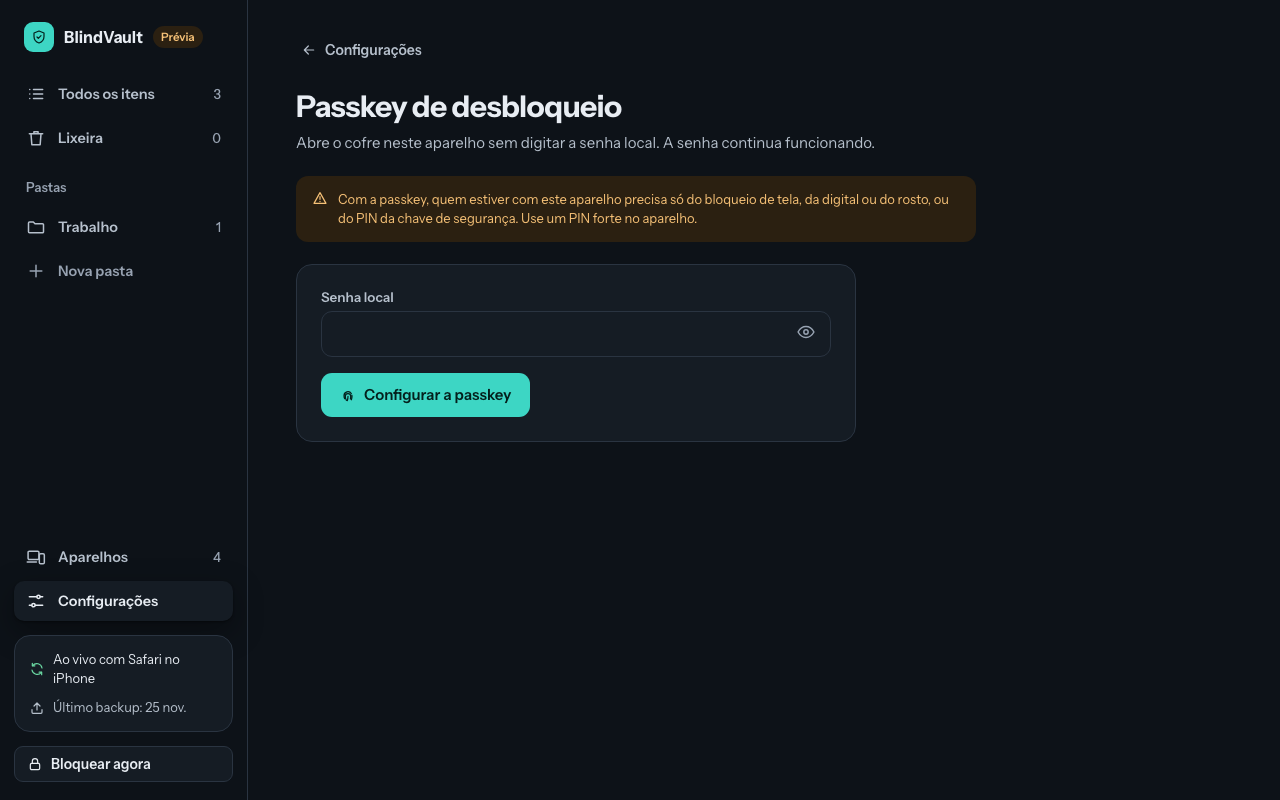 BlindVault Prévia
Todos os itens 3
Lixeira 0
Pastas
Trabalho 1
Nova pasta
Aparelhos 4
Configurações
Ao vivo com Safari no
iPhone
Último backup: 25 nov.
Bloquear agora
Configurações
Passkey de desbloqueio
Abre o cofre neste aparelho sem digitar a senha local. A senha continua funcionando.
Com a passkey, quem estiver com este aparelho precisa só do bloqueio de tela, da digital ou do rosto, ou
do PIN da chave de segurança. Use um PIN forte no aparelho.
Senha local
Configurar a passkey